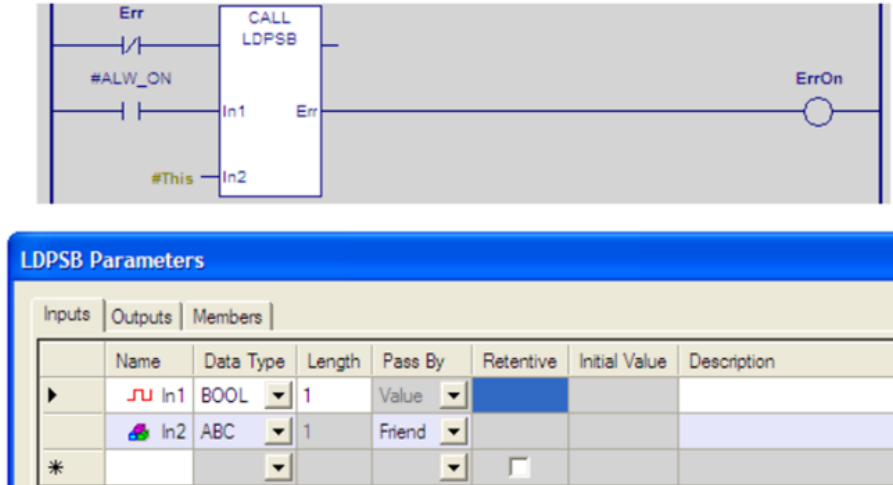 Err
CALL
LDPSB
#ALW_ON
ErrOn
In1 Err
#This In2
LDPSB Parameters
Inputs Outputs Members
Name Data Type Length Pass By Retentive Initial Value Description
In1 BOOL 1 Value
In2 ABC 1 Friend
*